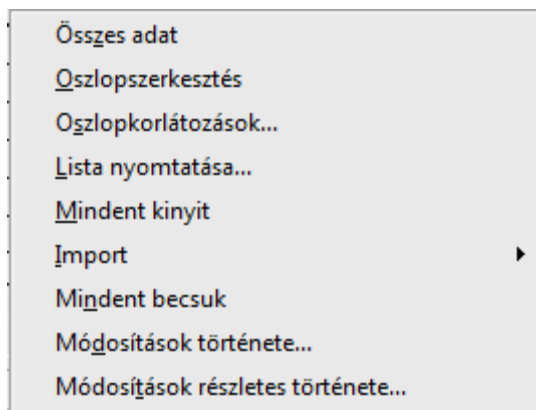 Összes adat
Oszlopszerkesztés
Oszlopkorlátozások...
Lista nyomtatása...
Mindent kinyit
Import
Mindent becsuk
Módosítások története...
Módosítások részletes története...